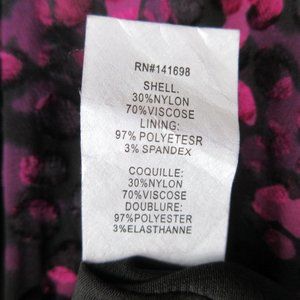 RN#141698
SHELL.
30%NYLON
70%VISCOSE
LINING:
97% POLYETESR
3% SPANDEX
COQUILLE:
30%NYLON
70%VISCOSE
DOUBLURE:
97%POLYESTER
3%ELASTHANNE